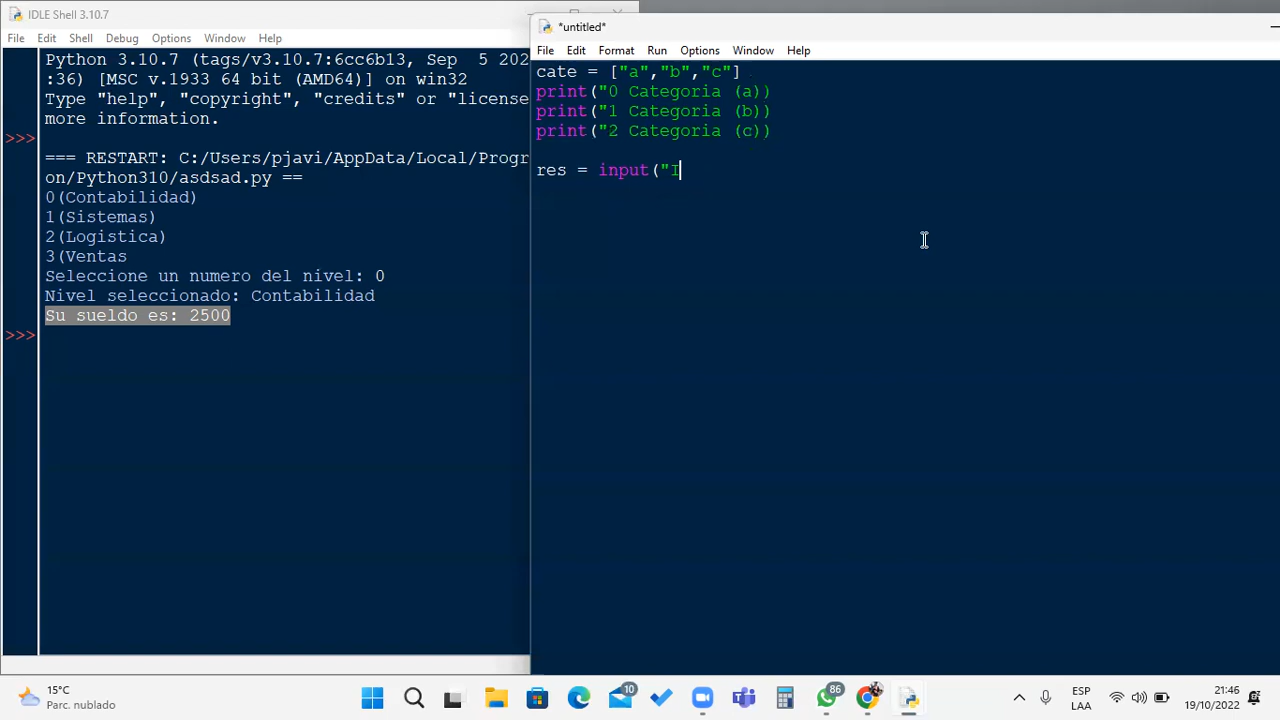 IDLE Shell 3.10.7
File Edit Shell Debug Options Window Help
Python 3.10.7 (tags/v3.10.7:6cc6b13, Sep 5 202
:36) [MSC v.1933 64 bit (AMD64)] on win32
Type "help", "copyright", "credits" or "license
more information.
>>>
=== RESTART: C:/Users/pjavi/AppData/Local/Progr
on/Python310/asdsad.py ==
0(Contabilidad)
1(Sistemas)
2(Logistica)
3(Ventas
Seleccione un numero del nivel: 0
Nivel seleccionado: Contabilidad
Su sueldo es: 2500
>>>
*untitled*
File Edit Format Run Options Window Help
cate = ["a","b","c"]
print("0 Categoria (a))
print("1 Categoria (b))
print("2 Categoria (c))
res = input("I
15°C
Parc. nublado
10
86
ESP
LAA
21:46
19/10/2022